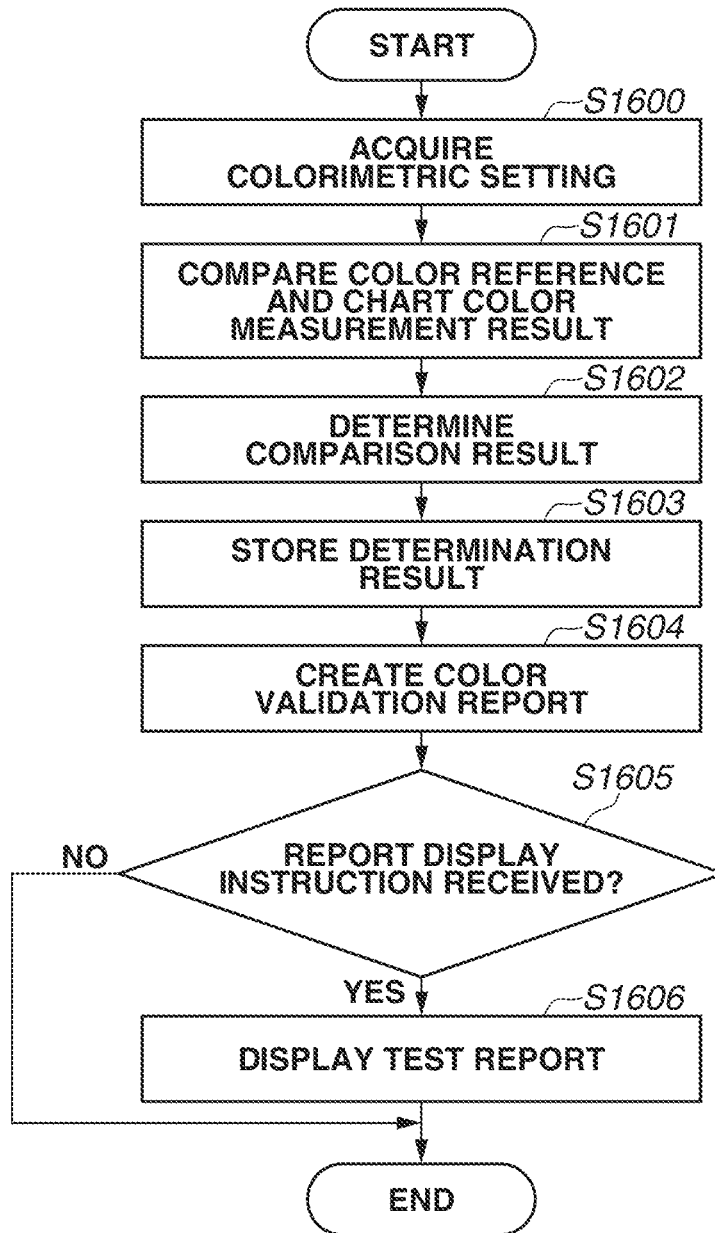 START
S1600
ACQUIRE
COLORIMETRIC SETTING
S1601
COMPARE COLOR REFERENCE
AND CHART COLOR
MEASUREMENT RESULT
S1602
DETERMINE
COMPARISON RESULT
S1603
STORE DETERMINATION
RESULT
S1604
CREATE COLOR
VALIDATION REPORT
S1605
NO
REPORT DISPLAY
INSTRUCTION RECEIVED?
YES
S1606
DISPLAY TEST REPORT
END